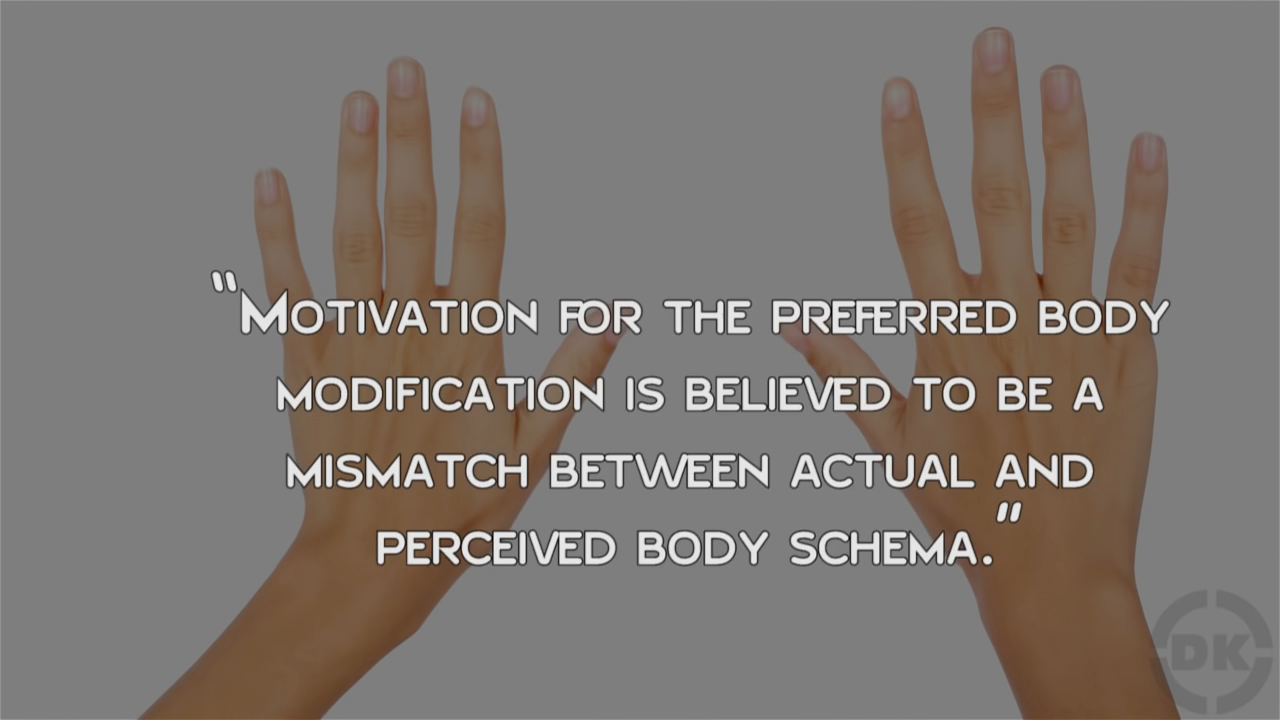 "Motivation for the preferred body
modification is believed to be a
mismatch between actual and
perceived body schema."
DK